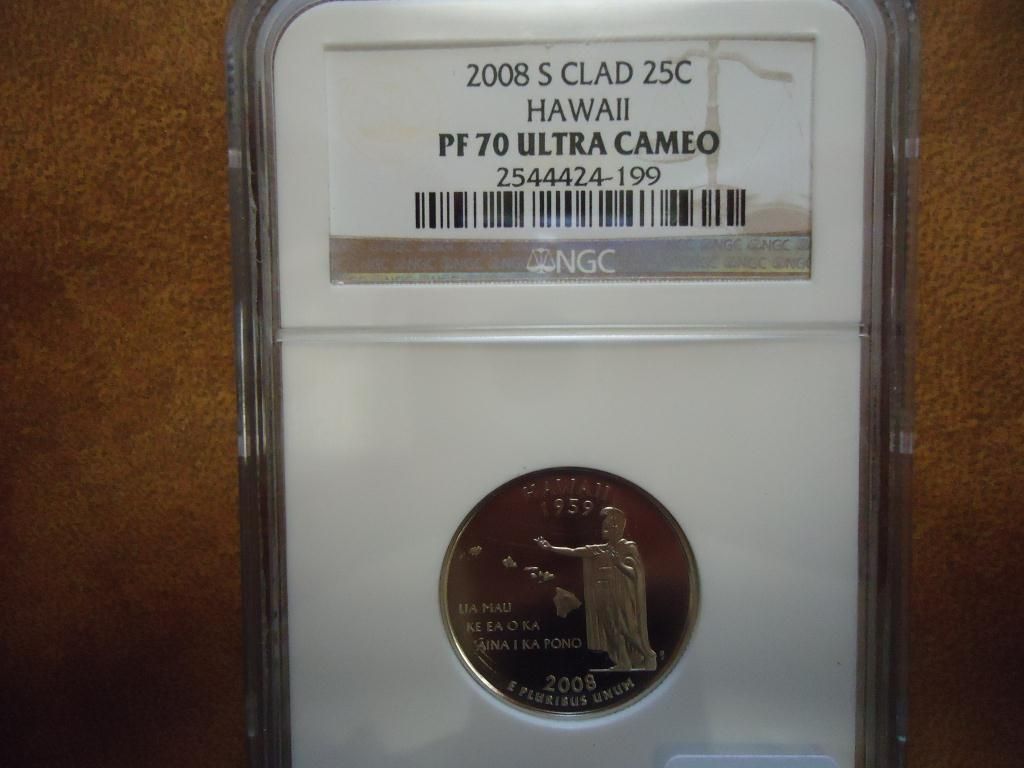 2008 S CLAD 25C
HAWAII
PF 70 ULTRA CAMEO
2544424-199
NGC
HAWAII
1959
UA MAU
KE EA O KA
ʻĀINA I KA PONO
2008
E PLURIBUS UNUM